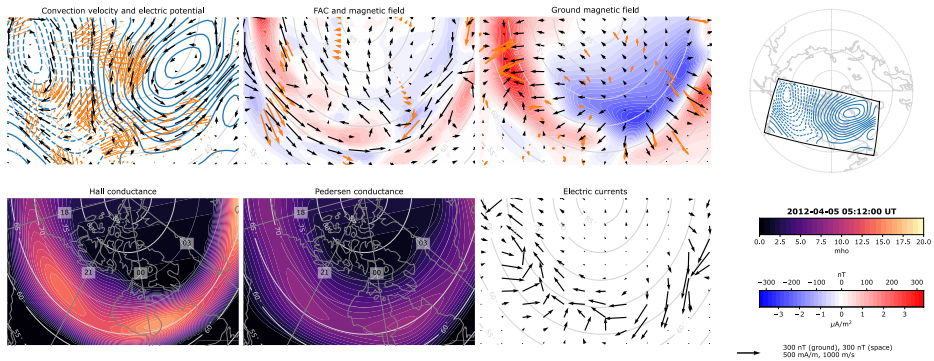 Convection velocity and electric potential
FAC and magnetic field
Ground magnetic field
Hall conductance
Pedersen conductance
Electric currents
18
21
00
03
18
21
00
03
2012-04-05 05:12:00 UT
0.0 2.5 5.0 7.5 10.0 12.5 15.0 17.5 20.0
mho
nT
−300 −200 −100 0 100 200 300
−3 −2 −1 0 1 2 3
µA/m²
300 nT (ground), 300 nT (space)
500 mA/m, 1000 m/s